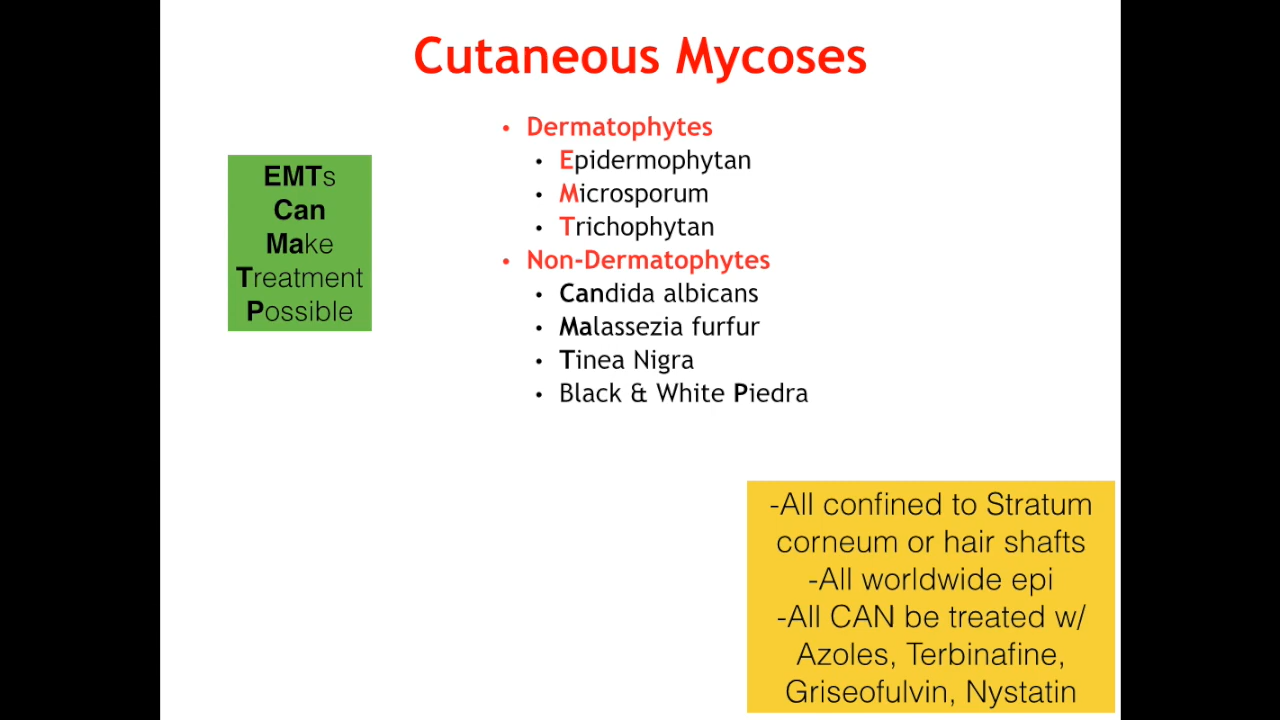 Cutaneous Mycoses
EMTs
Can
Make
Treatment
Possible
• Dermatophytes
• Epidermophytan
• Microsporum
• Trichophytan
• Non-Dermatophytes
• Candida albicans
• Malassezia furfur
• Tinea Nigra
• Black & White Piedra
-All confined to Stratum
corneum or hair shafts
-All worldwide epi
-All CAN be treated w/
Azoles, Terbinafine,
Griseofulvin, Nystatin